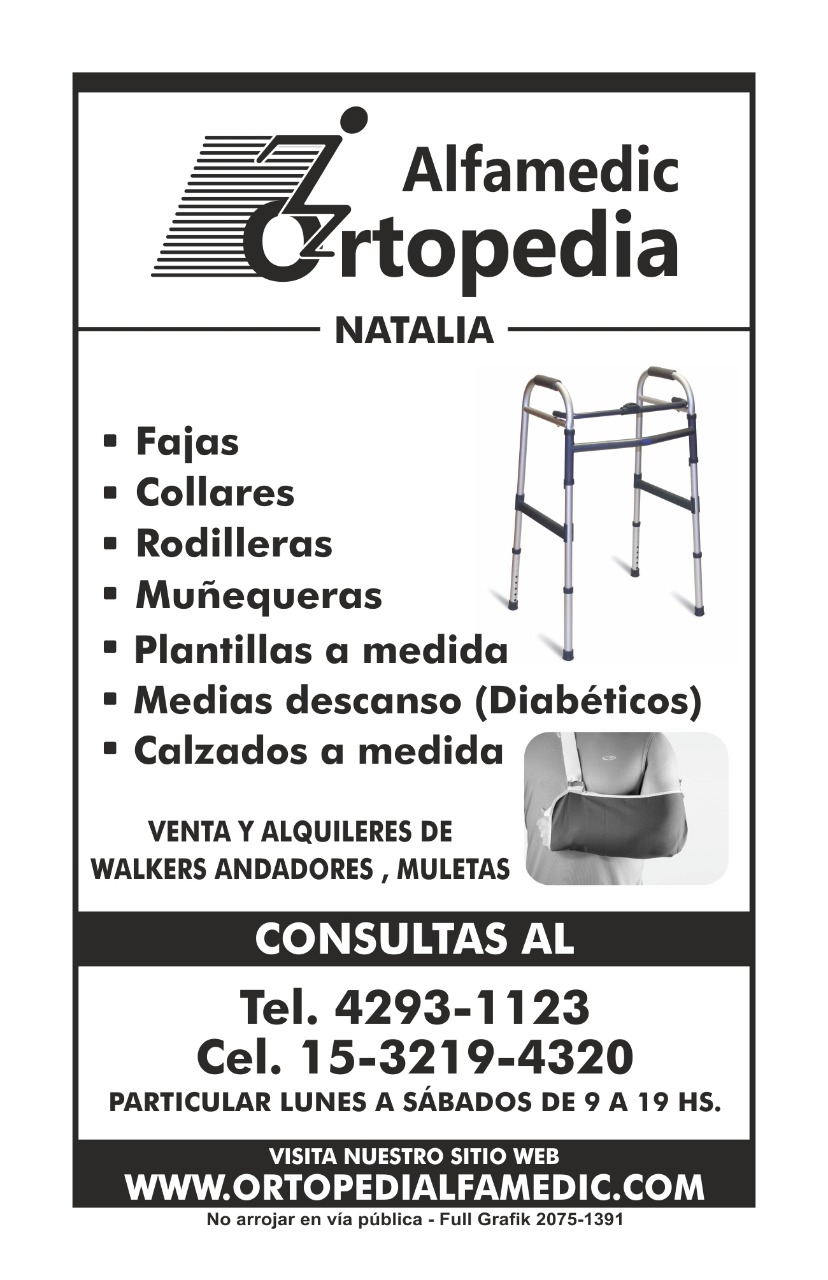 Alfamedic
Ortopedia
NATALIA
▪ Fajas
▪ Collares
▪ Rodilleras
▪ Muñequeras
▪ Plantillas a medida
▪ Medias descanso (Diabéticos)
▪ Calzados a medida
VENTA Y ALQUILERES DE
WALKERS ANDADORES , MULETAS
CONSULTAS AL
Tel. 4293-1123
Cel. 15-3219-4320
PARTICULAR LUNES A SÁBADOS DE 9 A 19 HS.
VISITA NUESTRO SITIO WEB
WWW.ORTOPEDIALFAMEDIC.COM
No arrojar en vía pública - Full Grafik 2075-1391